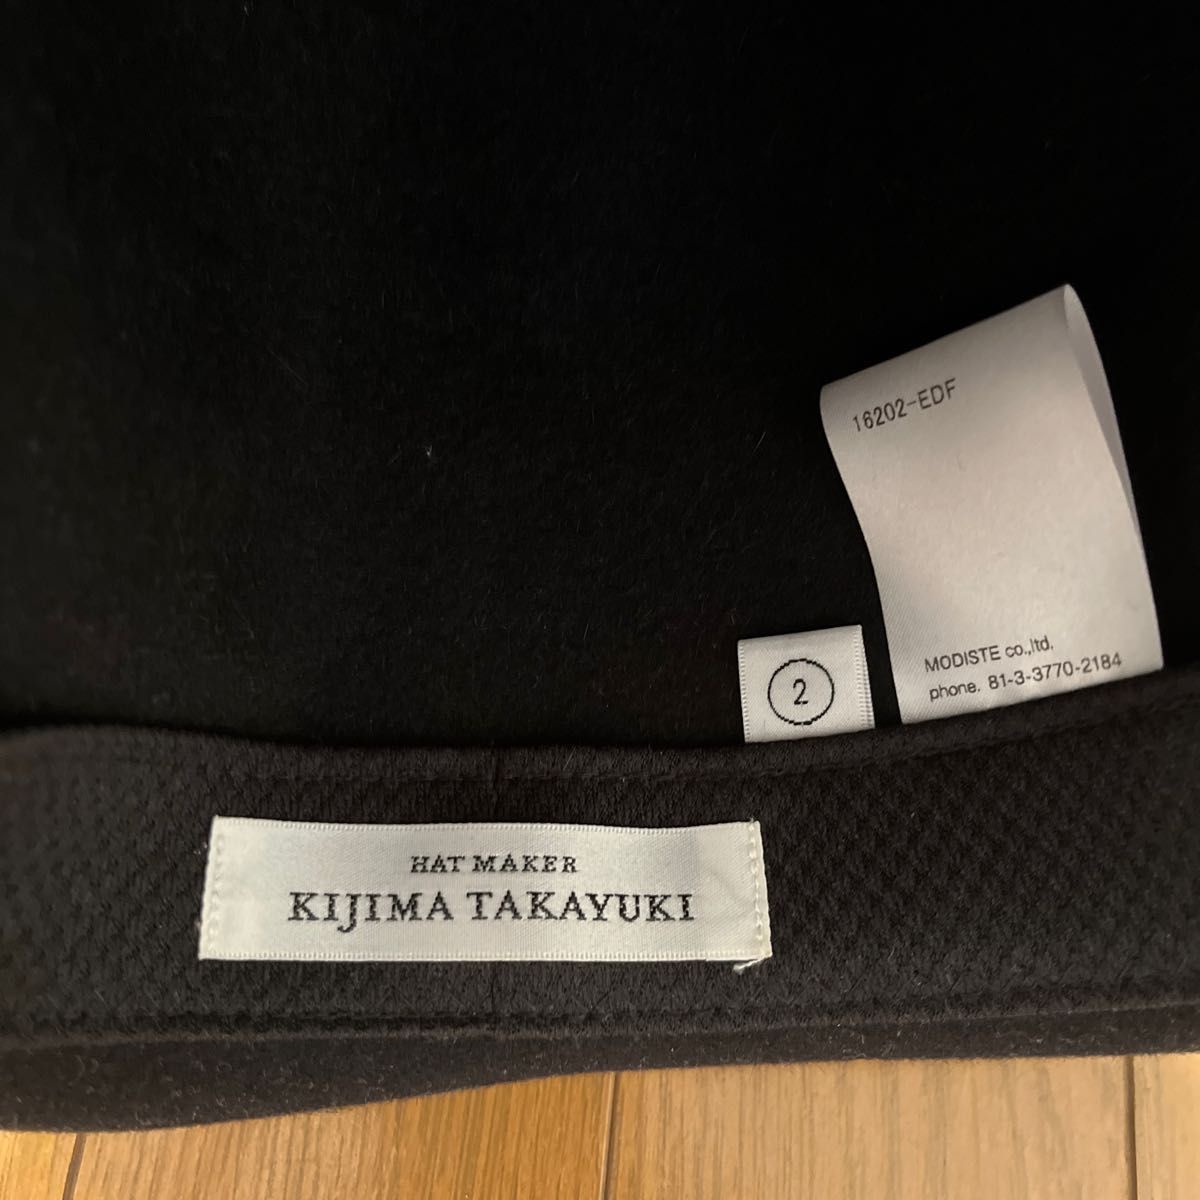 16202-EDF
MODISTE co.,ltd.
phone. 81-3-3770-2184
2
HAT MAKER
KIJIMA TAKAYUKI